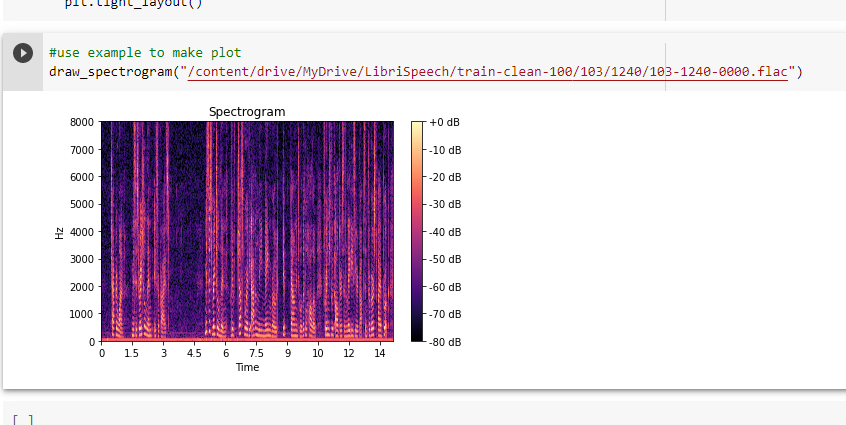 plt.tight_layout()
#use example to make plot
draw_spectrogram("/content/drive/MyDrive/LibriSpeech/train-clean-100/103/1240/103-1240-0000.flac")
Spectrogram
8000
7000
6000
5000
4000
3000
2000
1000
0
Hz
0 1.5 3 4.5 6 7.5 9 10 12 14
Time
+0 dB
-10 dB
-20 dB
-30 dB
-40 dB
-50 dB
-60 dB
-70 dB
-80 dB
[ ]